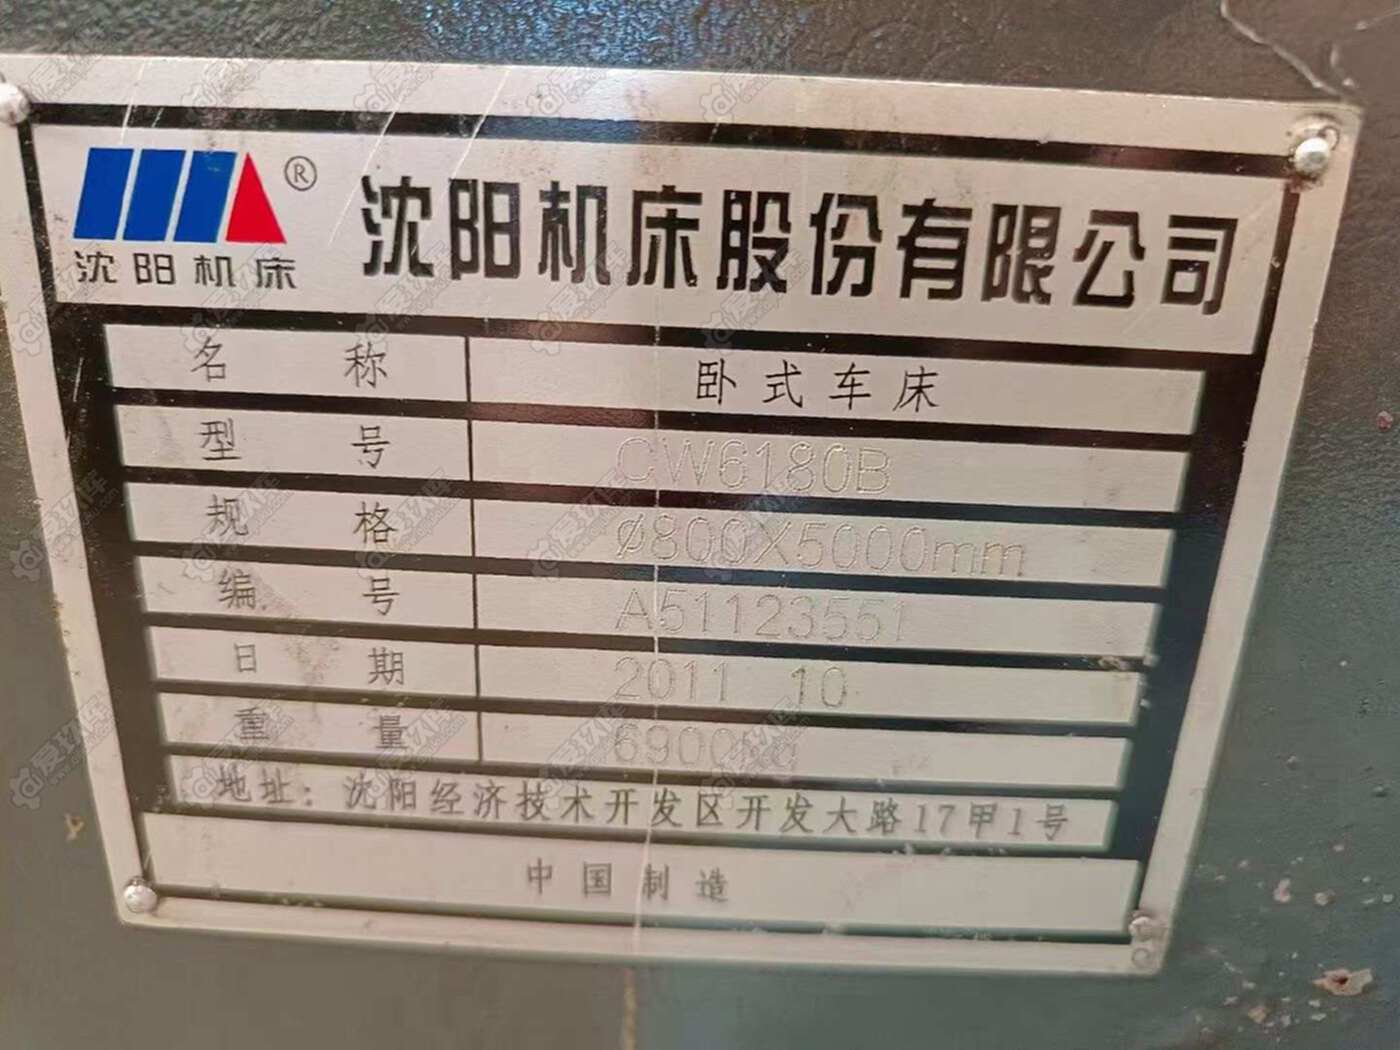 ® 沈阳机床股份有限公司
沈阳机床
名称 卧式车床
型号 CW6180B
规格 ø800X5000mm
编号 A51123551
日期 2011 10
重量 6900kg
地址：沈阳经济技术开发区开发大路17甲1号
中国制造